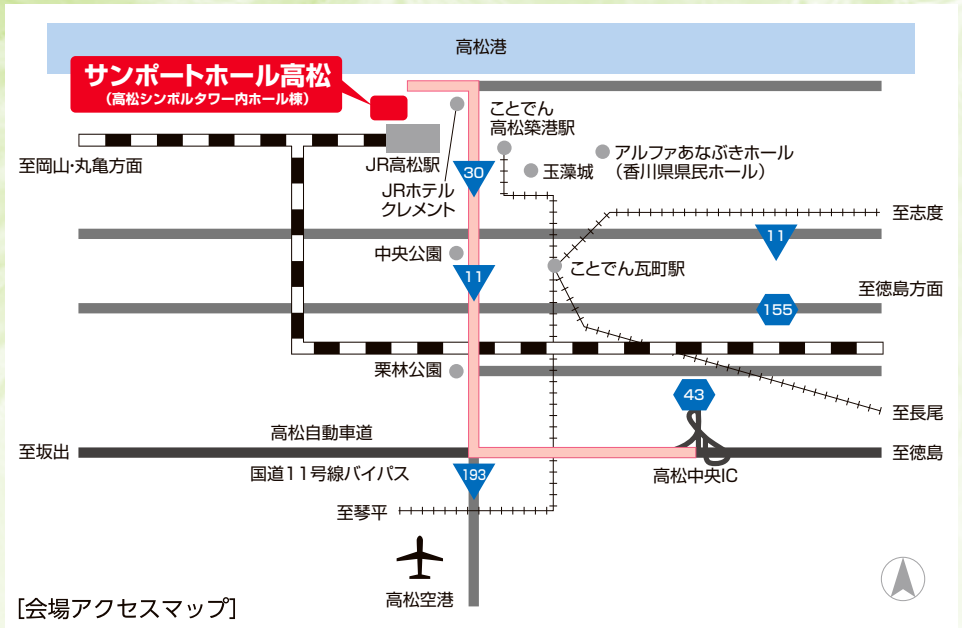 高松港
サンポートホール高松
(高松シンボルタワー内ホール棟)
ことでん
高松築港駅
至岡山・丸亀方面
JR高松駅
JRホテル
クレメント
30
玉藻城
アルファあなぶきホール
(香川県県民ホール)
至志度
11
中央公園
11
ことでん瓦町駅
至徳島方面
155
栗林公園
43
至長尾
高松自動車道
至坂出
至徳島
国道11号線バイパス
193
高松中央IC
至琴平
高松空港
[会場アクセスマップ]